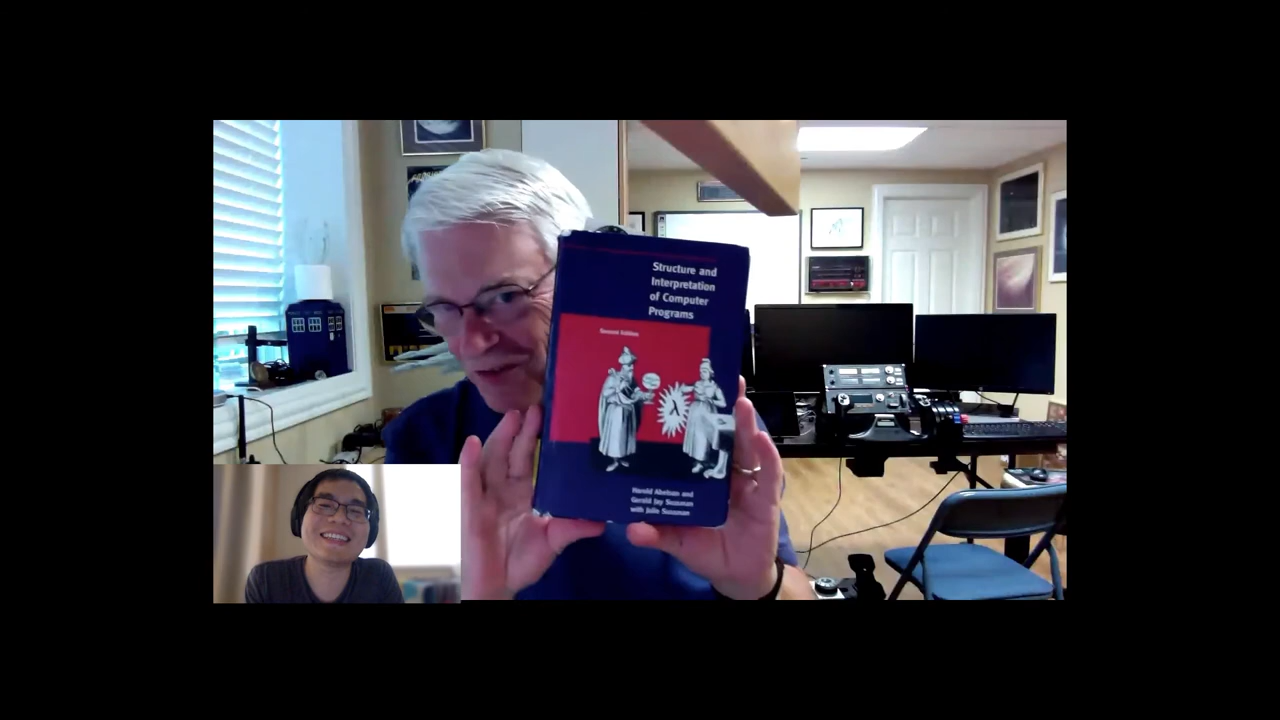 Structure and
Interpretation
of Computer
Programs
Second Edition
λ
Harold Abelson and
Gerald Jay Sussman
with Julie Sussman